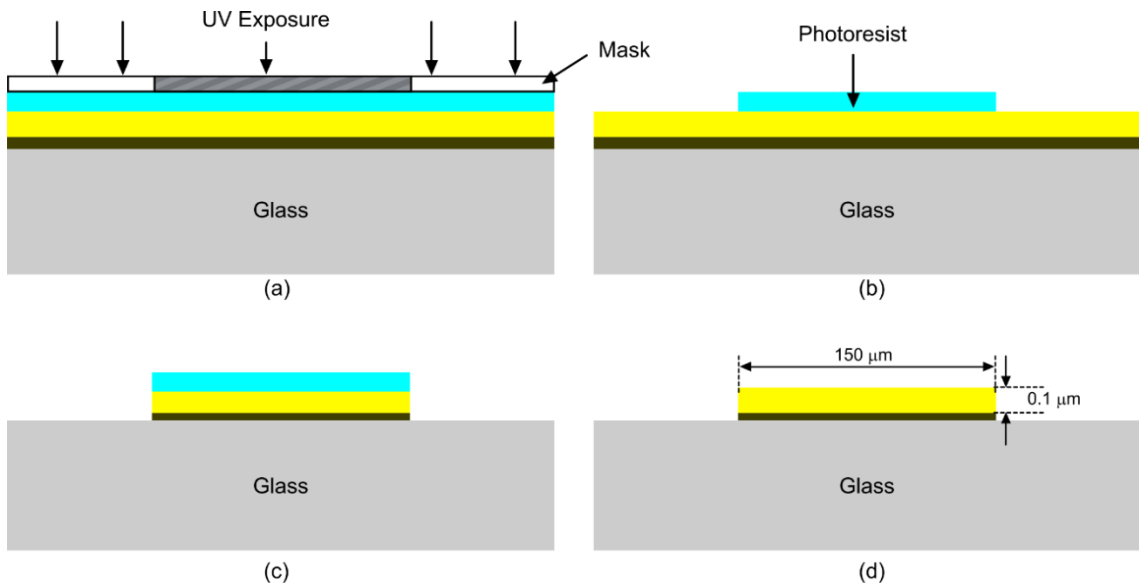 UV Exposure
Mask
Glass
(a)
Photoresist
Glass
(b)
Glass
(c)
150 μm
0.1 μm
Glass
(d)